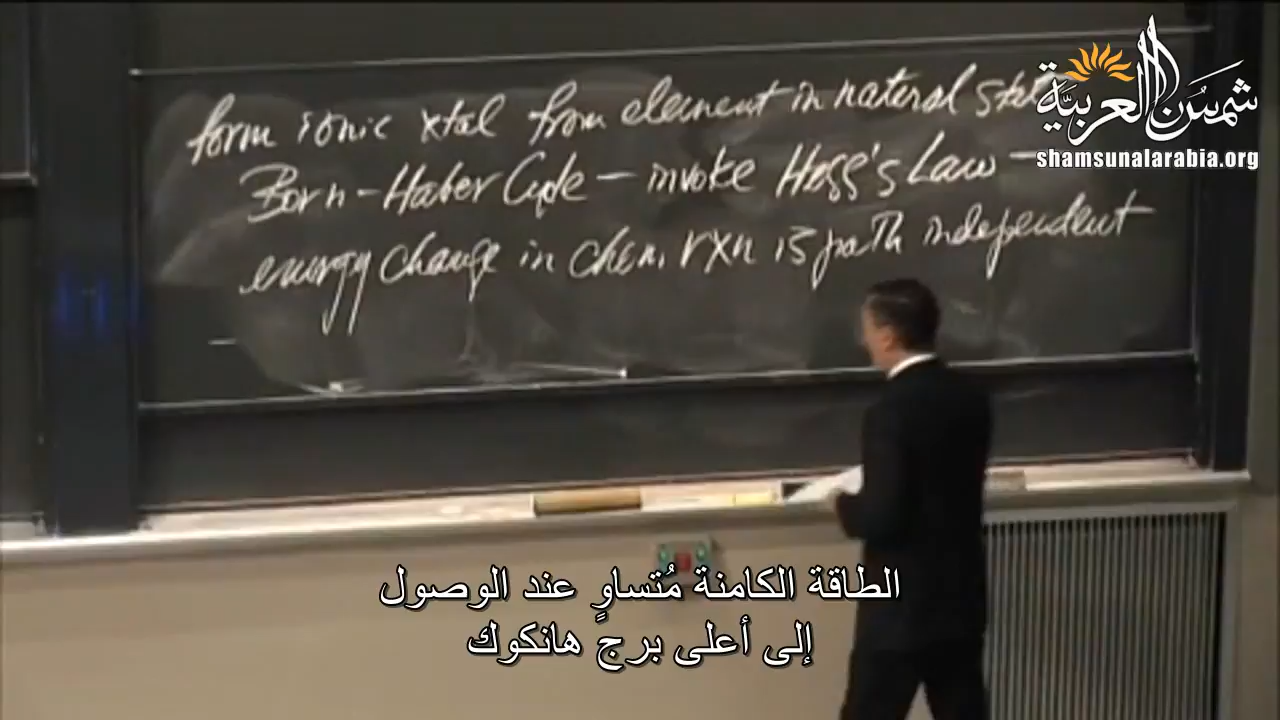 form ionic xtal from element in natural state
Born-Haber Cycle – invoke Hess's Law –
energy change in chem. rxn is path independent
شمسُ العربيّة
shamsunalarabia.org
الطاقة الكامنة مُتساوٍ عند الوصول
إلى أعلى برج هانكوك